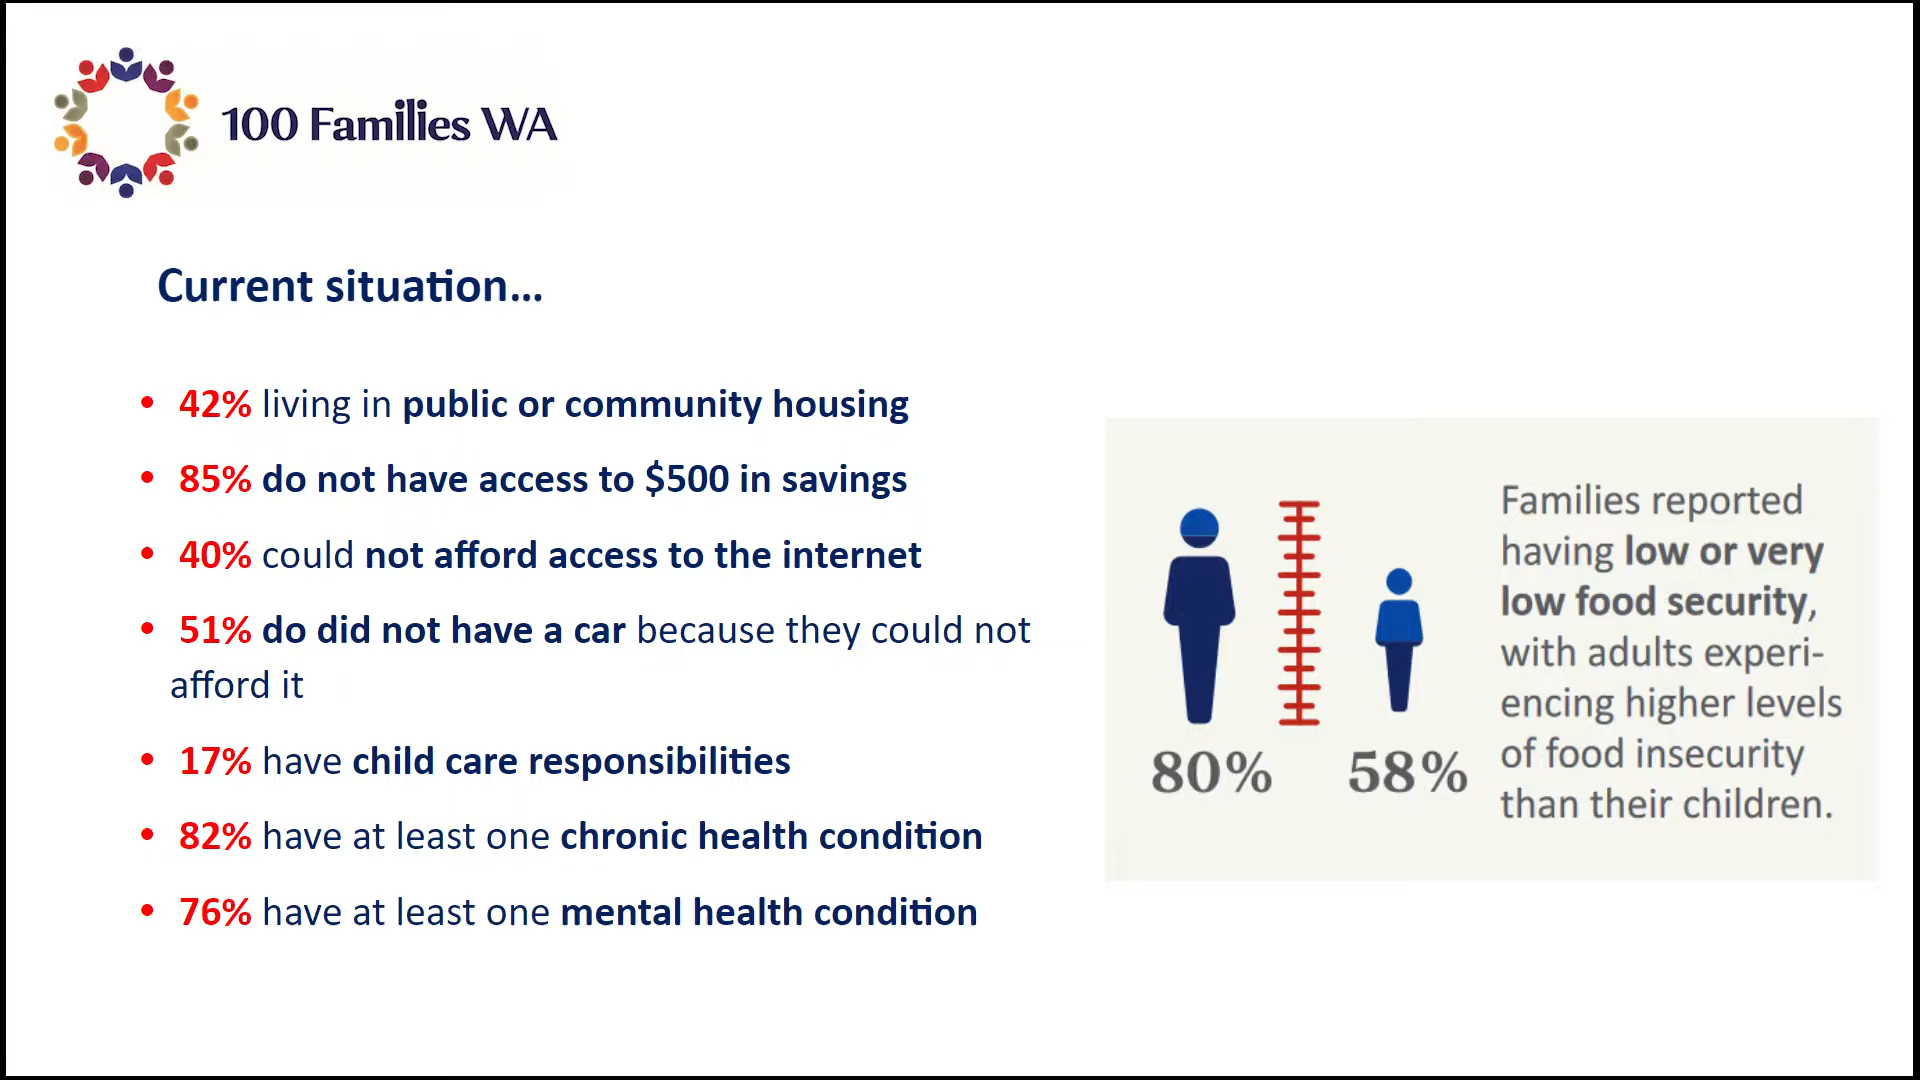 100 Families WA
Current situation...
• 42% living in public or community housing
• 85% do not have access to $500 in savings
• 40% could not afford access to the internet
• 51% do did not have a car because they could not
afford it
• 17% have child care responsibilities
• 82% have at least one chronic health condition
• 76% have at least one mental health condition
80% 58%
Families reported
having low or very
low food security,
with adults experi-
encing higher levels
of food insecurity
than their children.